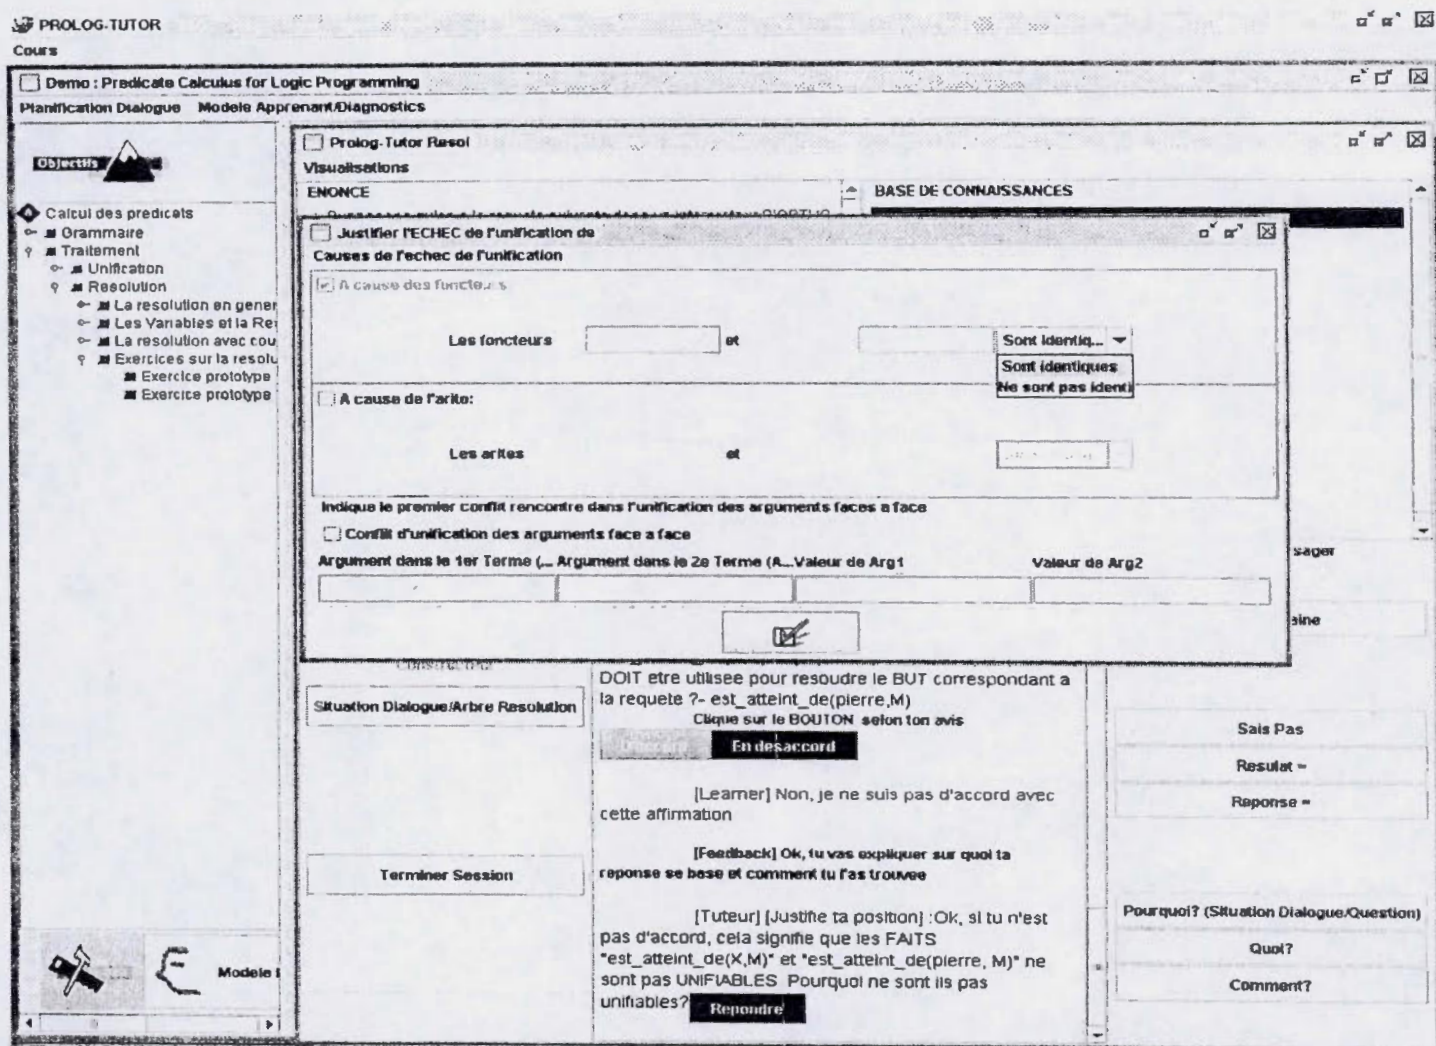 PROLOG-TUTOR
Cours
Demo : Predicate Calculus for Logic Programming
Planification Dialogue Modele Apprenant/Diagnostics
Objectifs
Calcul des predicats
Grammaire
Traitement
Unification
Resolution
La resolution en gener
Les Variables et la Re
La resolution avec cou
Exercices sur la resolu
Exercice prototype
Exercice prototype
Modele
Prolog-Tutor Resol
Visualisations
ENONCE
BASE DE CONNAISSANCES
Justifier l'ECHEC de l'unification de
Causes de l'echec de l'unification
A cause des foncteurs
Les foncteurs et Sont identiq...
Sont identiques
Ne sont pas identi
A cause de l'arite:
Les arites et
Indique le premier conflit rencontre dans l'unification des arguments faces a face
Conflit d'unification des arguments face a face
Argument dans le 1er Terme (... Argument dans le 2e Terme (A... Valeur de Arg1 Valeur de Arg2
sager
aine
Situation Dialogue/Arbre Resolution
Terminer Session
DOIT etre utilisee pour resoudre le BUT correspondant a
la requete ?- est_atteint_de(pierre,M)
Clique sur le BOUTON selon ton avis
En desaccord
[Learner] Non, je ne suis pas d'accord avec
cette affirmation
[Feedback] Ok, tu vas expliquer sur quoi ta
reponse se base et comment tu l'as trouvee
[Tuteur] [Justifie ta position] :Ok, si tu n'est
pas d'accord, cela signifie que les FAITS
"est_atteint_de(X,M)" et "est_atteint_de(pierre, M)" ne
sont pas UNIFIABLES Pourquoi ne sont ils pas
unifiables? Repondre
Sais Pas
Resulat =
Reponse =
Pourquoi? (Situation Dialogue/Question)
Quoi?
Comment?